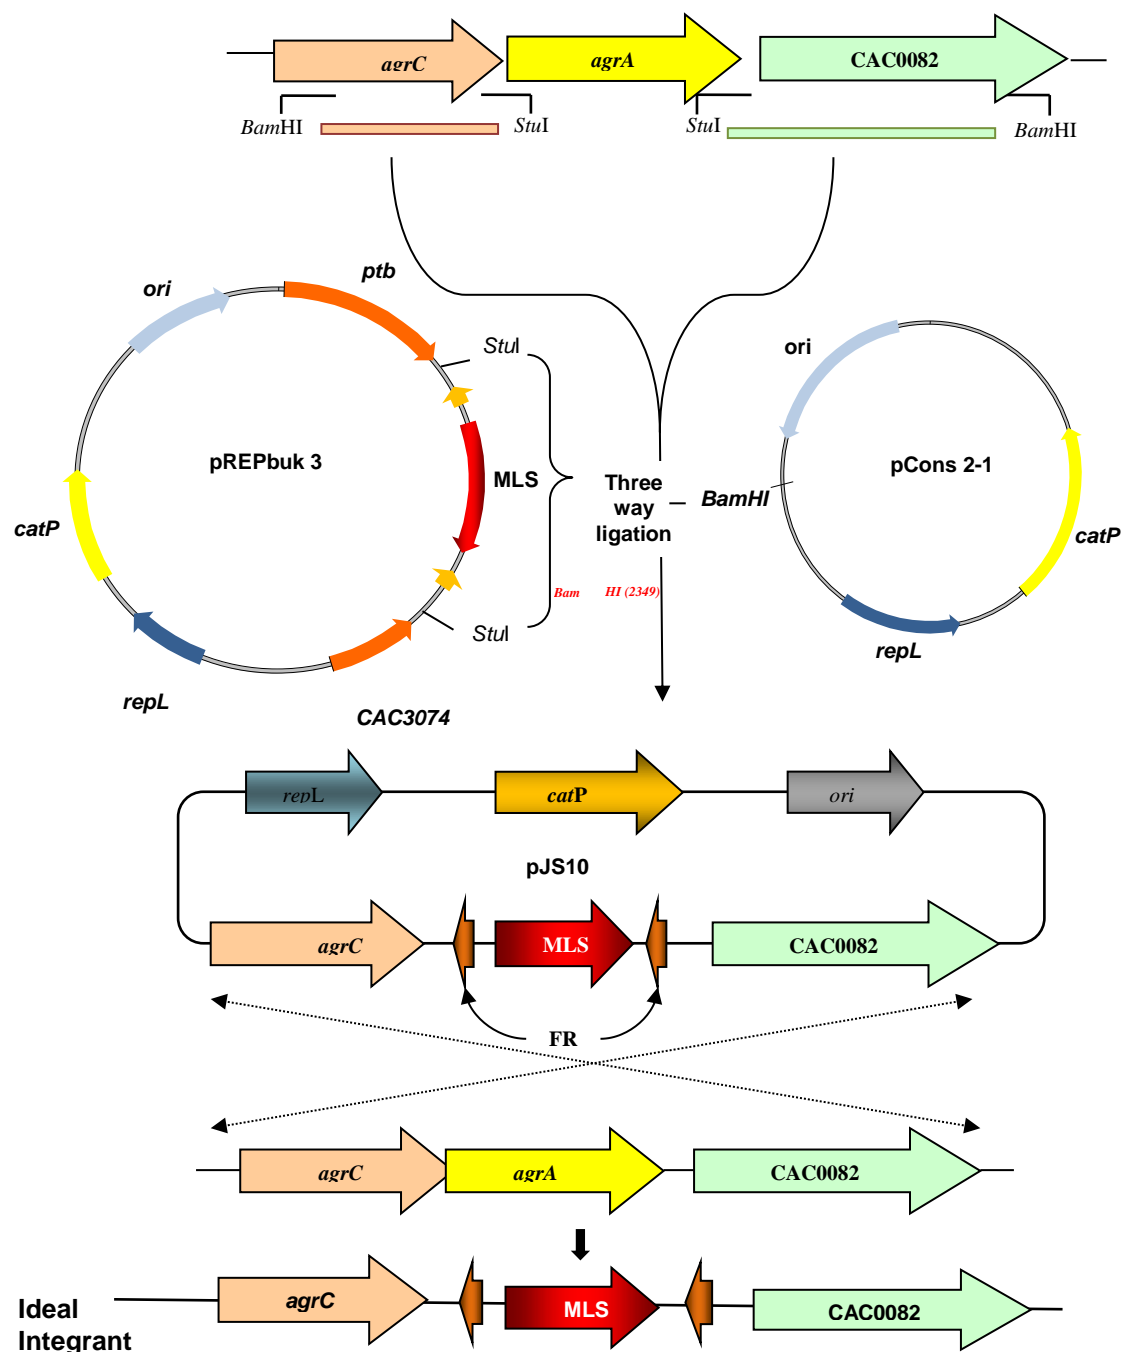 agrC
agrA
CAC0082
BamHI
StuI
StuI
BamHI
ptb
ori
StuI
ori
pREPbuk 3
MLS
Three
way
ligation
BamHI
pCons 2-1
catP
catP
Bam HI (2349)
StuI
repL
repL
CAC3074
repL
catP
ori
pJS10
agrC
MLS
CAC0082
FR
agrC
agrA
CAC0082
agrC
MLS
CAC0082
Ideal
Integrant